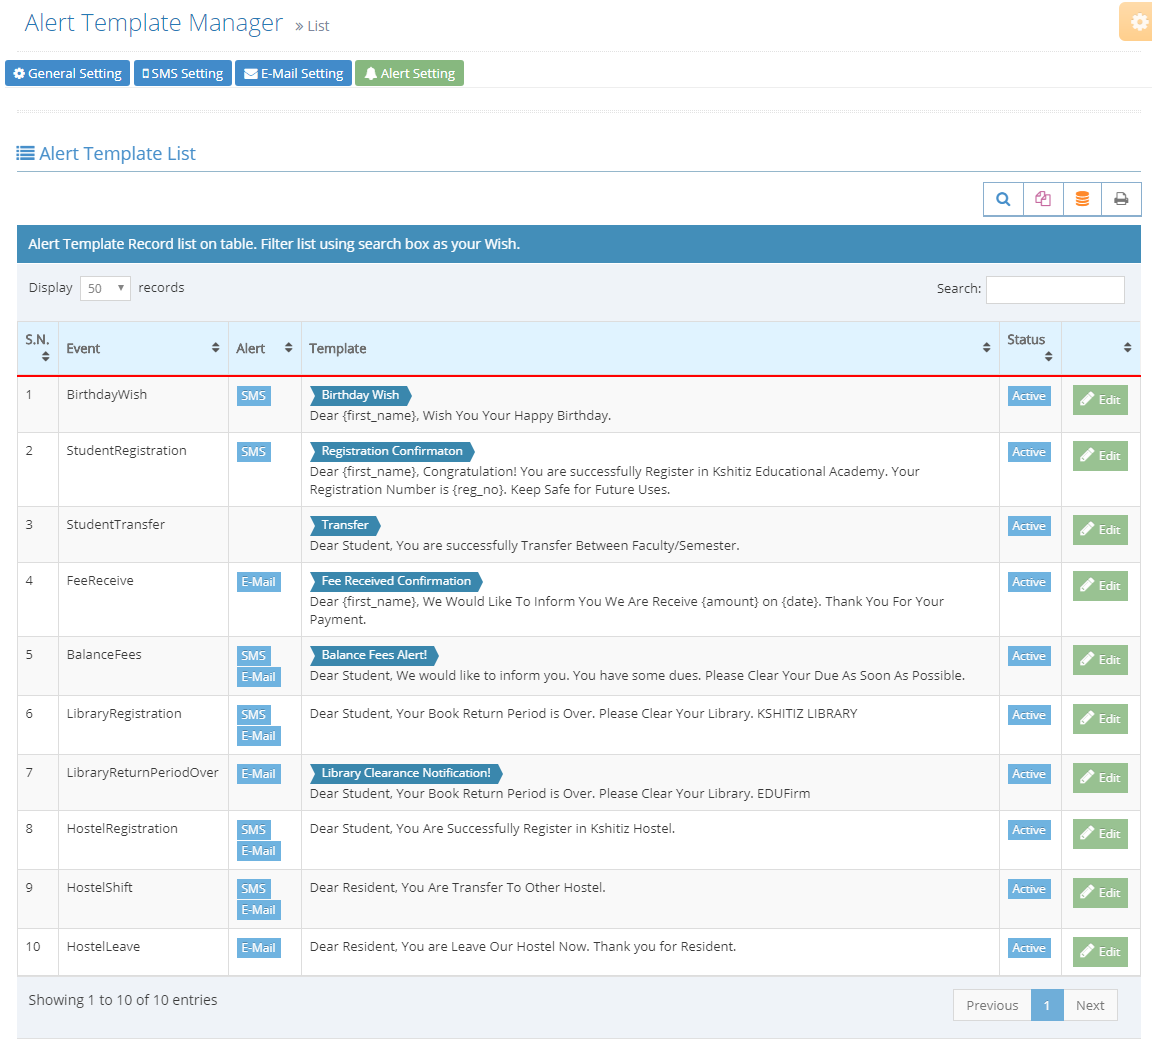 Alert Template Manager » List
General Setting SMS Setting E-Mail Setting Alert Setting
Alert Template List
Alert Template Record list on table. Filter list using search box as your Wish.
Display 50 records Search:
S.N. Event Alert Template Status
1 BirthdayWish SMS Birthday Wish Active Edit
Dear {first_name}, Wish You Your Happy Birthday.
2 StudentRegistration SMS Registration Confirmaton Active Edit
Dear {first_name}, Congratulation! You are successfully Register in Kshitiz Educational Academy. Your
Registration Number is {reg_no}. Keep Safe for Future Uses.
3 StudentTransfer Transfer Active Edit
Dear Student, You are successfully Transfer Between Faculty/Semester.
4 FeeReceive E-Mail Fee Received Confirmation Active Edit
Dear {first_name}, We Would Like To Inform You We Are Receive {amount} on {date}. Thank You For Your
Payment.
5 BalanceFees SMS Balance Fees Alert! Active Edit
E-Mail Dear Student, We would like to inform you. You have some dues. Please Clear Your Due As Soon As Possible.
6 LibraryRegistration SMS Dear Student, Your Book Return Period is Over. Please Clear Your Library. KSHITIZ LIBRARY Active Edit
E-Mail
7 LibraryReturnPeriodOver E-Mail Library Clearance Notification! Active Edit
Dear Student, Your Book Return Period is Over. Please Clear Your Library. EDUFirm
8 HostelRegistration SMS Dear Student, You Are Successfully Register in Kshitiz Hostel. Active Edit
E-Mail
9 HostelShift SMS Dear Resident, You Are Transfer To Other Hostel. Active Edit
E-Mail
10 HostelLeave E-Mail Dear Resident, You are Leave Our Hostel Now. Thank you for Resident. Active Edit
Showing 1 to 10 of 10 entries Previous 1 Next